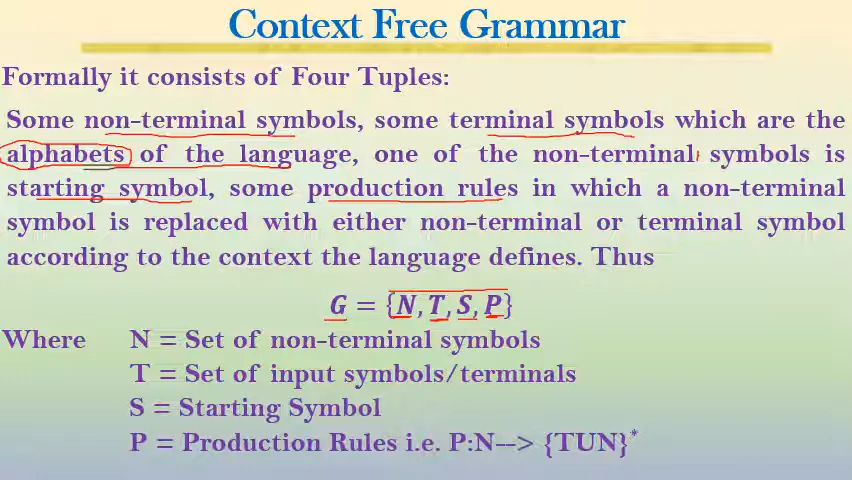 Context Free Grammar
Formally it consists of Four Tuples:
Some non-terminal symbols, some terminal symbols which are the
alphabets of the language, one of the non-terminal symbols is
starting symbol, some production rules in which a non-terminal
symbol is replaced with either non-terminal or terminal symbol
according to the context the language defines. Thus
G = {N, T, S, P}
Where N = Set of non-terminal symbols
T = Set of input symbols/terminals
S = Starting Symbol
P = Production Rules i.e. P:N--> {TUN}*